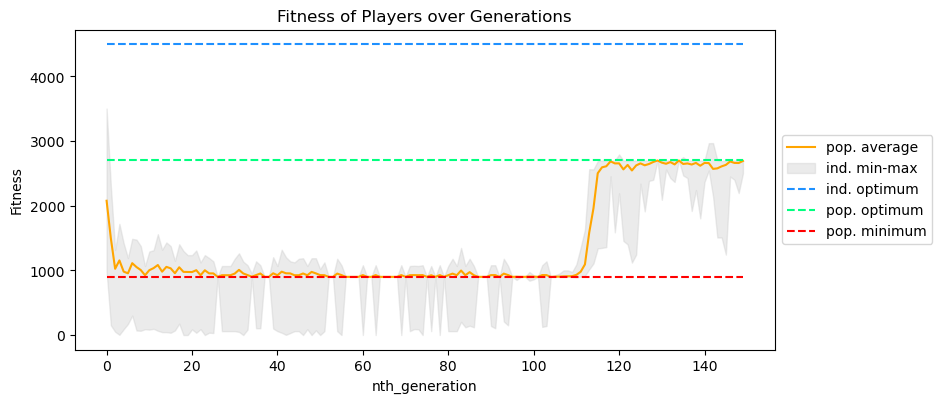 Fitness of Players over Generations
Fitness
4000
3000
2000
1000
0
0 20 40 60 80 100 120 140
nth_generation
pop. average
ind. min-max
ind. optimum
pop. optimum
pop. minimum